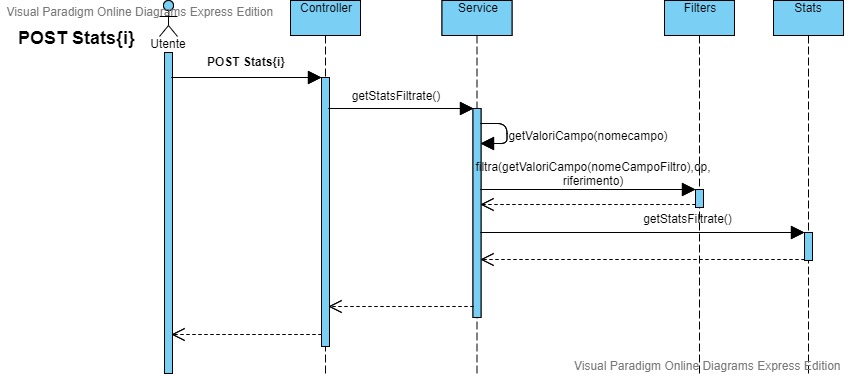 Visual Paradigm Online Diagrams Express Edition
Controller
Service
Filters
Stats
POST Stats{i}
Utente
POST Stats{i}
getStatsFiltrate()
getValoriCampo(nomecampo)
filtra(getValoriCampo(nomeCampoFiltro),op,
riferimento)
getStatsFiltrate()
Visual Paradigm Online Diagrams Express Edition